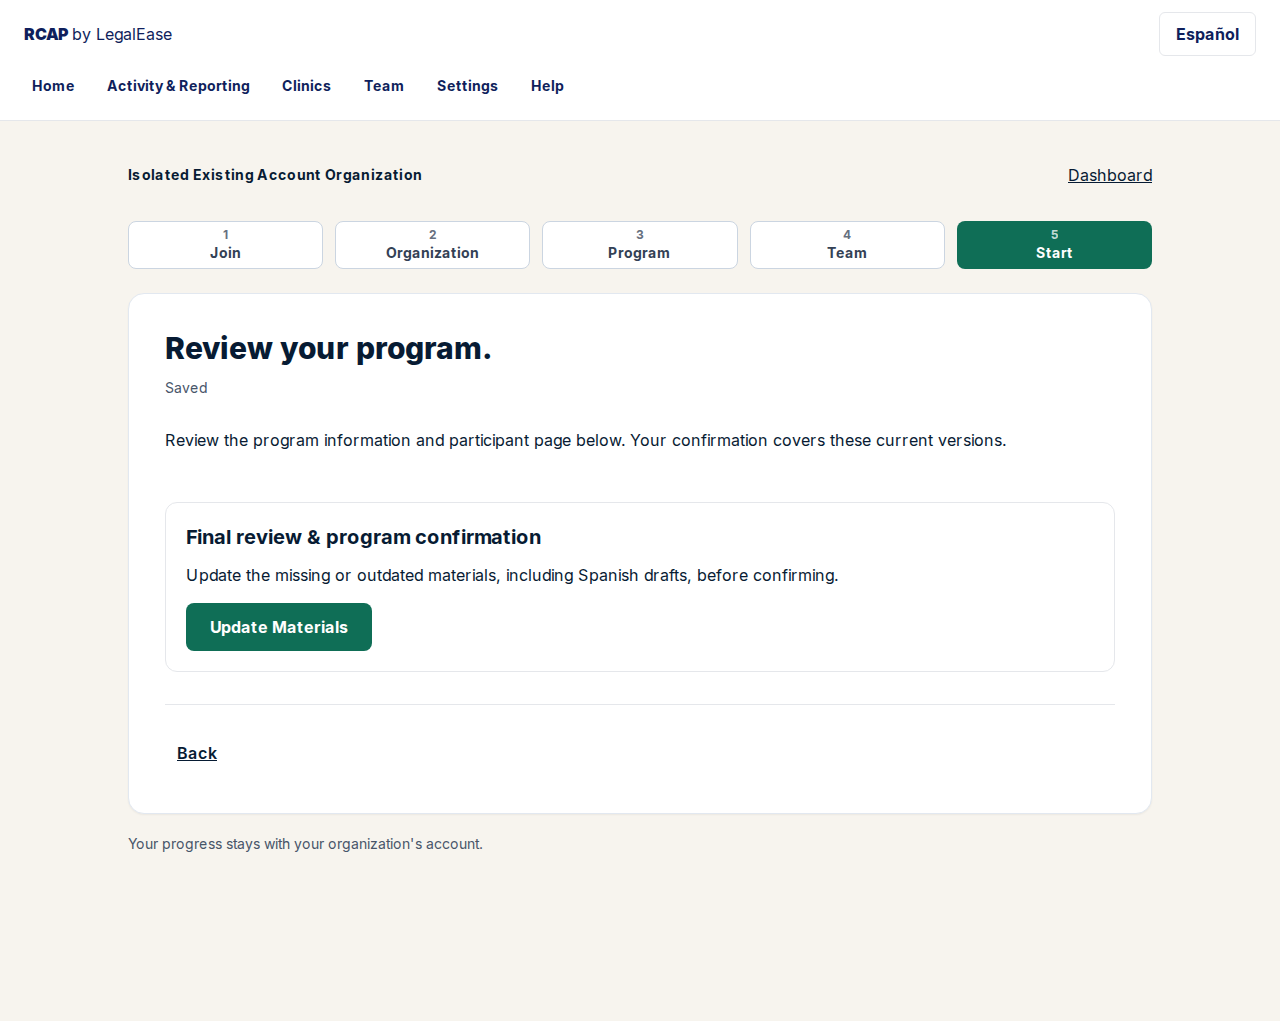 RCAP by LegalEase
Español
Home Activity & Reporting Clinics Team Settings Help
Isolated Existing Account Organization
Dashboard
1
Join
2
Organization
3
Program
4
Team
5
Start
Review your program.
Saved
Review the program information and participant page below. Your confirmation covers these current versions.
Final review & program confirmation
Update the missing or outdated materials, including Spanish drafts, before confirming.
Update Materials
Back
Your progress stays with your organization's account.